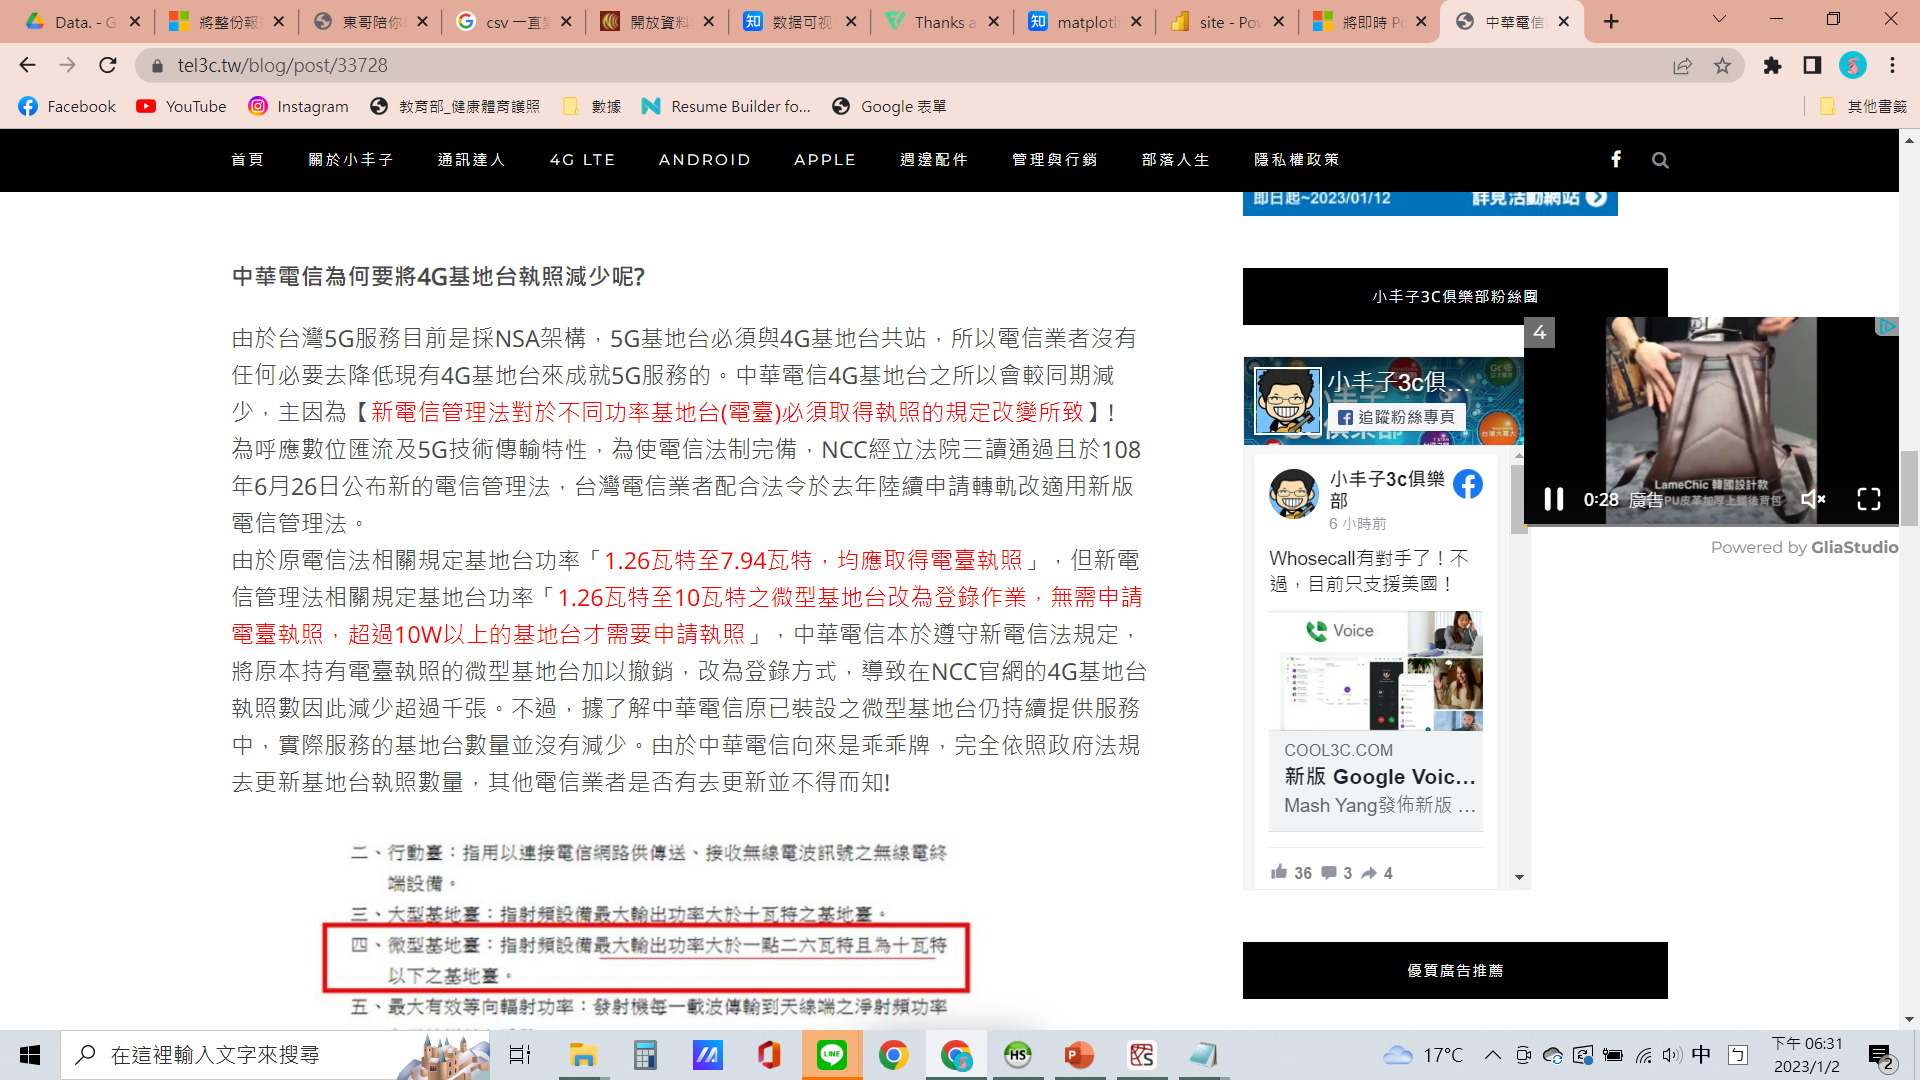 Data. - G
將整份報
東哥陪你
csv 一直
開放資料
数据可视
Thanks a
matplotl
site - Pow
將即時 Po
中華電信
tel3c.tw/blog/post/33728
Facebook
YouTube
Instagram
教育部_健康體育護照
數據
Resume Builder fo...
Google 表單
其他書籤
首頁
關於小丰子
通訊達人
4G LTE
ANDROID
APPLE
週邊配件
管理與行銷
部落人生
隱私權政策
即日起~2023/01/12
詳見活動網站
中華電信為何要將4G基地台執照減少呢?
由於台灣5G服務目前是採NSA架構，5G基地台必須與4G基地台共站，所以電信業者沒有
任何必要去降低現有4G基地台來成就5G服務的。中華電信4G基地台之所以會較同期減
少，主因為【新電信管理法對於不同功率基地台(電臺)必須取得執照的規定改變所致】!
為呼應數位匯流及5G技術傳輸特性，為使電信法制完備，NCC經立法院三讀通過且於108
年6月26日公布新的電信管理法，台灣電信業者配合法令於去年陸續申請轉軌改適用新版
電信管理法。
由於原電信法相關規定基地台功率「1.26瓦特至7.94瓦特，均應取得電臺執照」，但新電
信管理法相關規定基地台功率「1.26瓦特至10瓦特之微型基地台改為登錄作業，無需申請
電臺執照，超過10W以上的基地台才需要申請執照」，中華電信本於遵守新電信法規定，
將原本持有電臺執照的微型基地台加以撤銷，改為登錄方式，導致在NCC官網的4G基地台
執照數因此減少超過千張。不過，據了解中華電信原已裝設之微型基地台仍持續提供服務
中，實際服務的基地台數量並沒有減少。由於中華電信向來是乖乖牌，完全依照政府法規
去更新基地台執照數量，其他電信業者是否有去更新並不得而知!
二、行動臺：指用以連接電信網路供傳送、接收無線電波訊號之無線電終
端設備。
三、大型基地臺：指射頻設備最大輸出功率大於十瓦特之基地臺。
四、微型基地臺：指射頻設備最大輸出功率大於一點二六瓦特且為十瓦特
以下之基地臺。
五、最大有效等向輻射功率：發射機每一載波傳輸到天線端之淨射頻功率
小丰子3C俱樂部粉絲團
小丰子3c俱...
追蹤粉絲專頁
小丰子3c俱樂
部
6 小時前
Whosecall有對手了！不
過，目前只支援美國！
Voice
COOL3C.COM
新版 Google Voic...
Mash Yang發佈新版 ...
36
3
4
4
LameChic 韓國設計款
0:28
廣告
Powered by GliaStudio
優質廣告推薦
在這裡輸入文字來搜尋
17°C
中
下午 06:31
2023/1/2
2